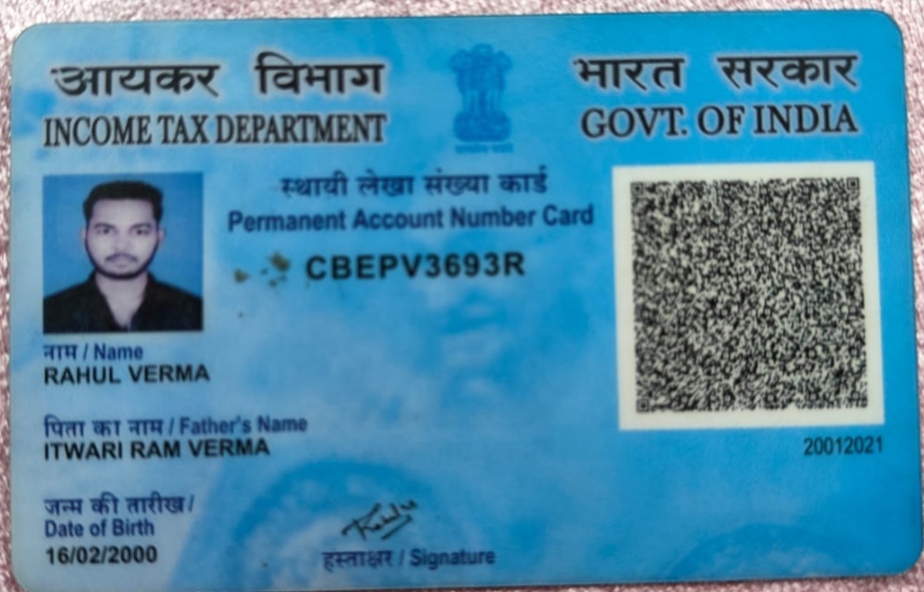 आयकर विभाग
INCOME TAX DEPARTMENT
भारत सरकार
GOVT. OF INDIA
स्थायी लेखा संख्या कार्ड
Permanent Account Number Card
CBEPV3693R
नाम / Name
RAHUL VERMA
पिता का नाम / Father's Name
ITWARI RAM VERMA
20012021
जन्म की तारीख /
Date of Birth
16/02/2000
हस्ताक्षर / Signature